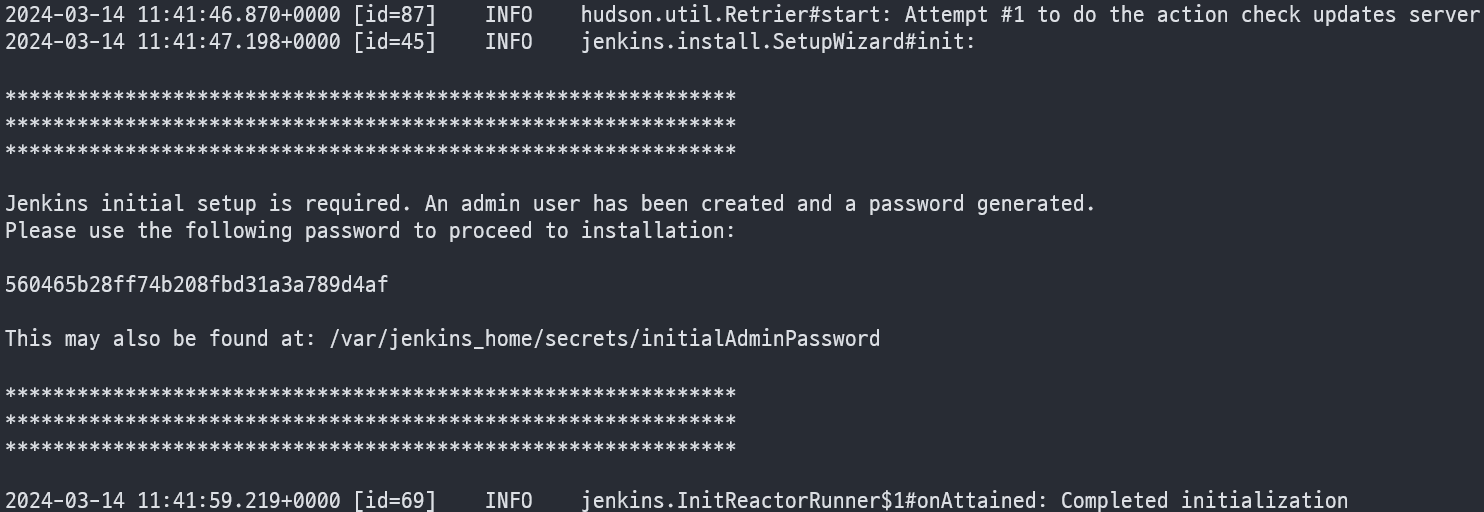 2024-03-14 11:41:46.870+0000 [id=87]    INFO    hudson.util.Retrier#start: Attempt #1 to do the action check updates server
2024-03-14 11:41:47.198+0000 [id=45]    INFO    jenkins.install.SetupWizard#init:
*************************************************************
*************************************************************
*************************************************************
Jenkins initial setup is required. An admin user has been created and a password generated.
Please use the following password to proceed to installation:
560465b28ff74b208fbd31a3a789d4af
This may also be found at: /var/jenkins_home/secrets/initialAdminPassword
*************************************************************
*************************************************************
*************************************************************
2024-03-14 11:41:59.219+0000 [id=69]    INFO    jenkins.InitReactorRunner$1#onAttained: Completed initialization